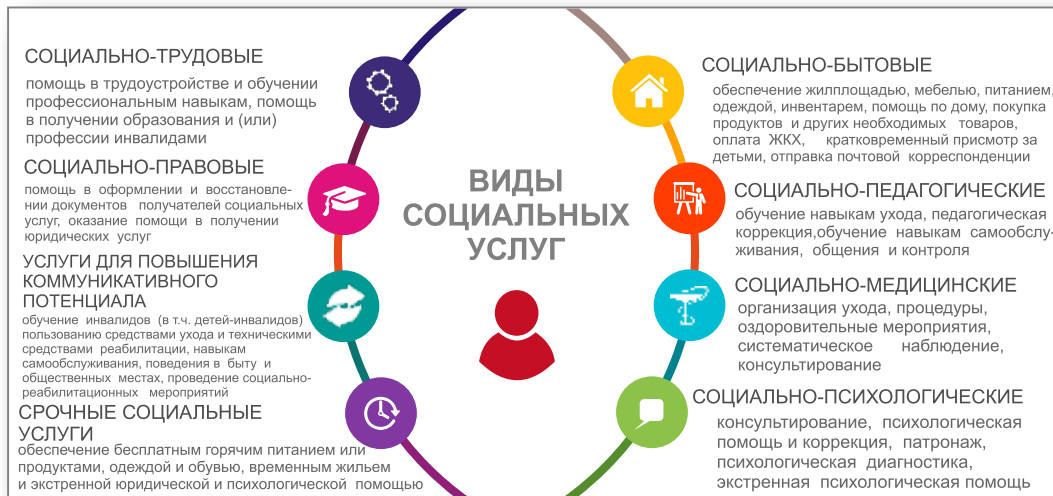 СОЦИАЛЬНО-ТРУДОВЫЕ
помощь в трудоустройстве и обучении
профессиональным навыкам, помощь
в получении образования и (или)
профессии инвалидами
СОЦИАЛЬНО-ПРАВОВЫЕ
помощь в оформлении и восстановле-
нии документов получателей социальных
услуг, оказание помощи в получении
юридических услуг
УСЛУГИ ДЛЯ ПОВЫШЕНИЯ
КОММУНИКАТИВНОГО
ПОТЕНЦИАЛА
обучение инвалидов (в т.ч. детей-инвалидов)
пользованию средствами ухода и техническими
средствами реабилитации, навыкам
самообслуживания, поведения в быту и
общественных местах, проведение социально-
реабилитационных мероприятий
СРОЧНЫЕ СОЦИАЛЬНЫЕ
УСЛУГИ
обеспечение бесплатным горячим питанием или
продуктами, одеждой и обувью, временным жильем
и экстренной юридической и психологической помощью
ВИДЫ
СОЦИАЛЬНЫХ
УСЛУГ
СОЦИАЛЬНО-БЫТОВЫЕ
обеспечение жилплощадью, мебелью, питанием,
одеждой, инвентарем, помощь по дому, покупка
продуктов и других необходимых товаров,
оплата ЖКХ, кратковременный присмотр за
детьми, отправка почтовой корреспонденции
СОЦИАЛЬНО-ПЕДАГОГИЧЕСКИЕ
обучение навыкам ухода, педагогическая
коррекция,обучение навыкам самообслу-
живания, общения и контроля
СОЦИАЛЬНО-МЕДИЦИНСКИЕ
организация ухода, процедуры,
оздоровительные мероприятия,
систематическое наблюдение,
консультирование
СОЦИАЛЬНО-ПСИХОЛОГИЧЕСКИЕ
консультирование, психологическая
помощь и коррекция, патронаж,
психологическая диагностика,
экстренная психологическая помощь